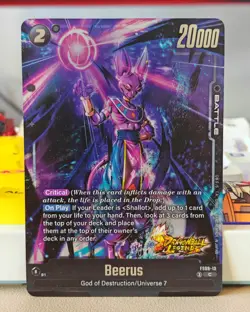 2
20000
BATTLE
Critical (When this card inflicts damage with an
attack, the life is placed in the Drop.)
On Play If your Leader is <Shallot>, add up to 1 card
from your life to your hand. Then, look at 3 cards from
the top of your deck and place
them at the top of their owner's
deck in any order.
DRAGONBALL
LEGENDS
Beerus
God of Destruction/Universe 7